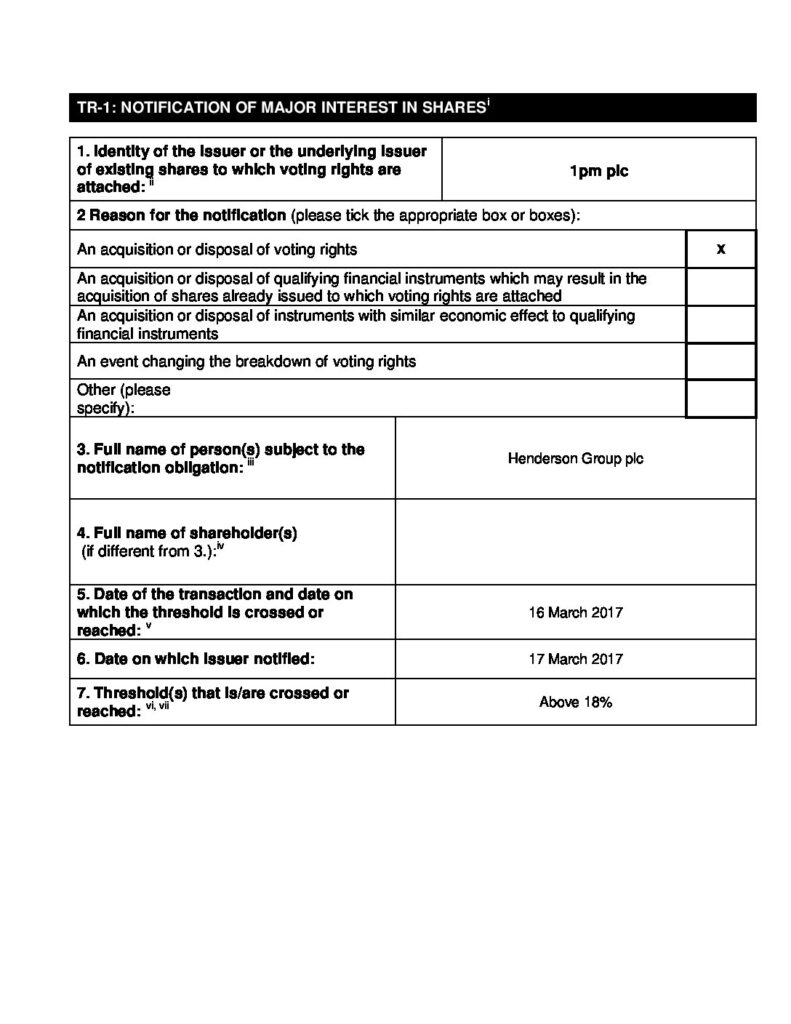 TR-1: NOTIFICATION OF MAJOR INTEREST IN SHARES i
1. Identity of the issuer or the underlying issuer
of existing shares to which voting rights are
attached: ii
1pm plc
2 Reason for the notification (please tick the appropriate box or boxes):
An acquisition or disposal of voting rights
x
An acquisition or disposal of qualifying financial instruments which may result in the
acquisition of shares already issued to which voting rights are attached
An acquisition or disposal of instruments with similar economic effect to qualifying
financial instruments
An event changing the breakdown of voting rights
Other (please
specify):
3. Full name of person(s) subject to the
notification obligation: iii
Henderson Group plc
4. Full name of shareholder(s)
(if different from 3.): iv
5. Date of the transaction and date on
which the threshold is crossed or
reached: v
16 March 2017
6. Date on which issuer notified:
17 March 2017
7. Threshold(s) that is/are crossed or
reached: vi, vii
Above 18%